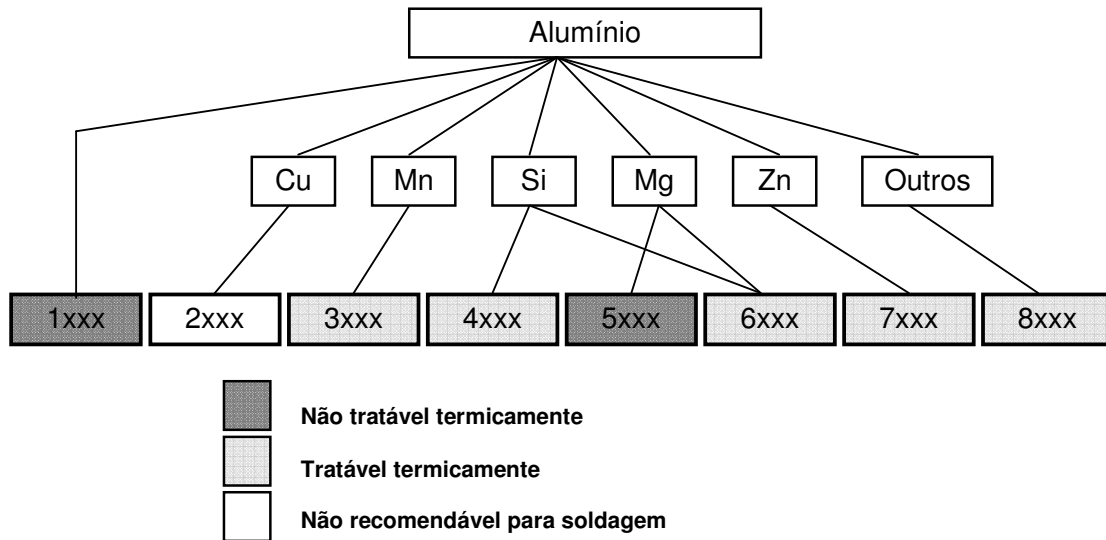 Alumínio
Cu Mn Si Mg Zn Outros
1xxx 2xxx 3xxx 4xxx 5xxx 6xxx 7xxx 8xxx
Não tratável termicamente
Tratável termicamente
Não recomendável para soldagem